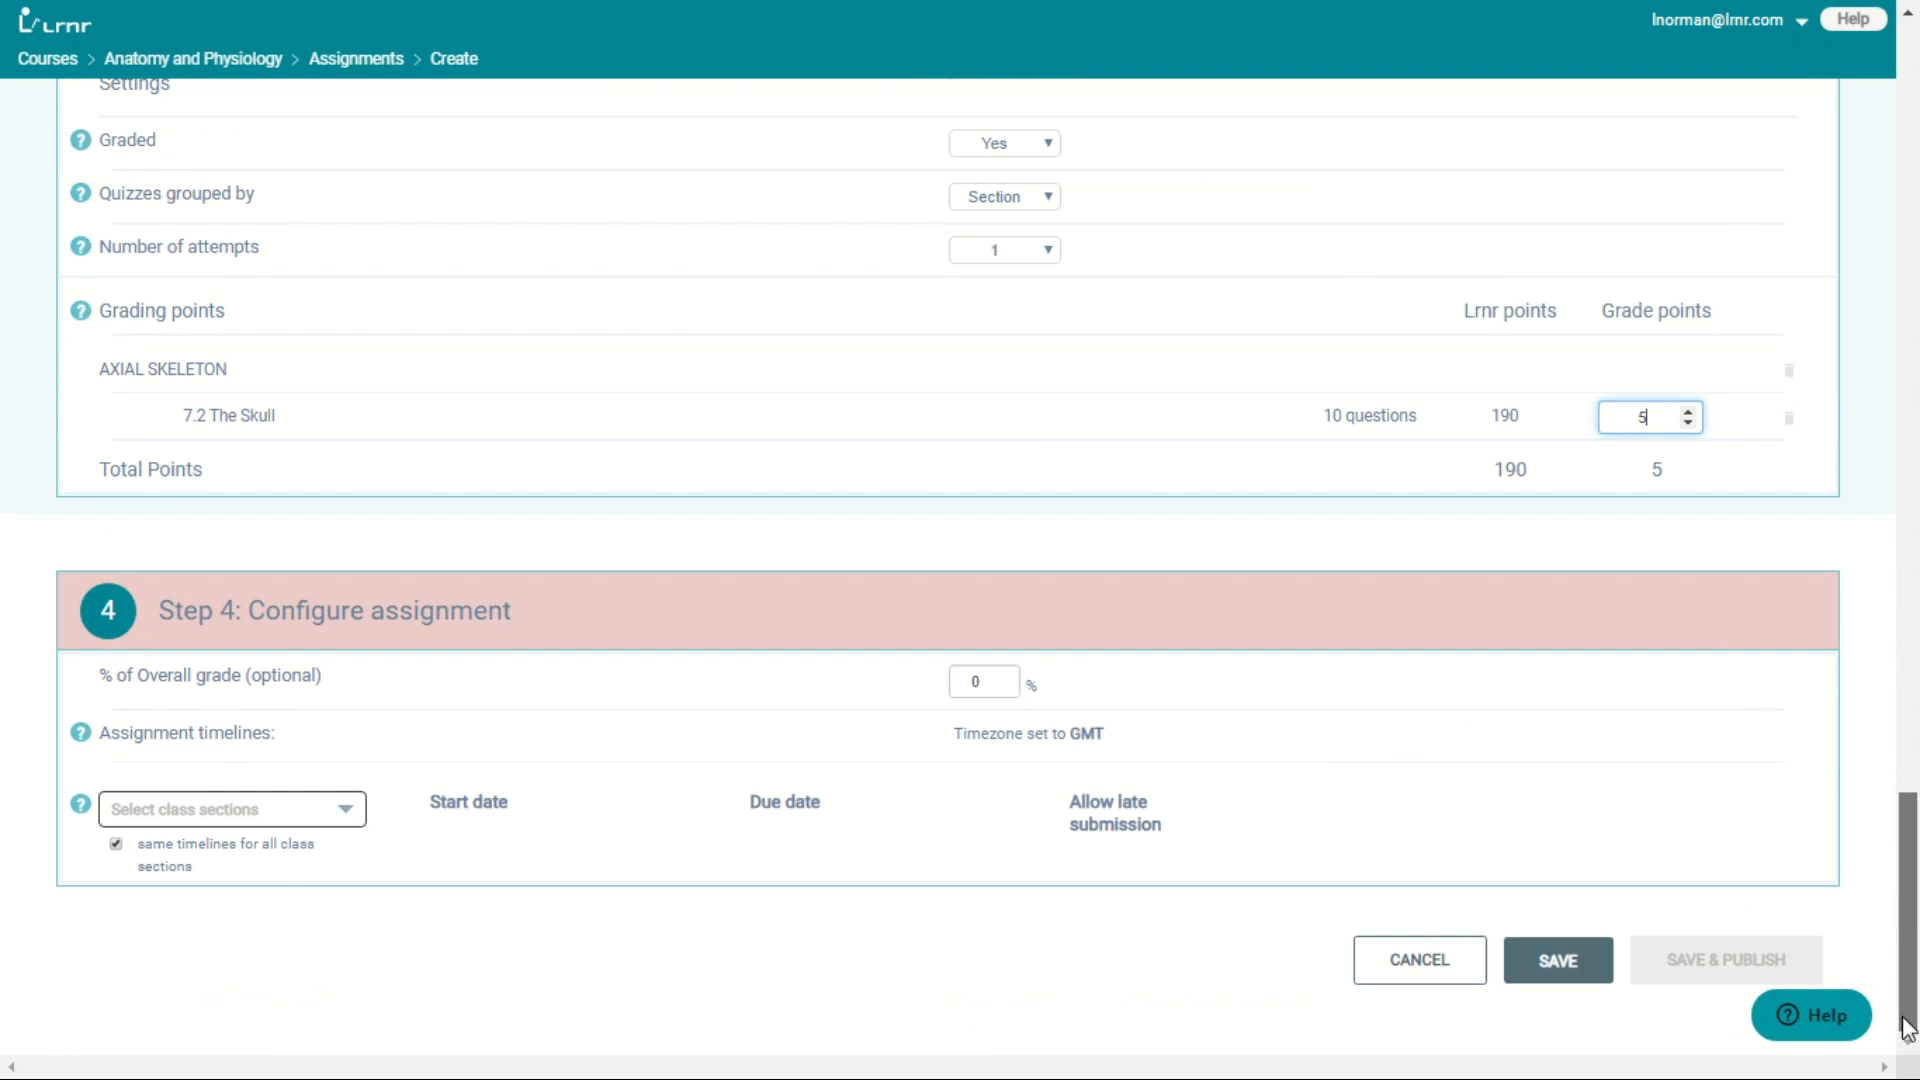 Lrnr
lnorman@lrnr.com
Help
Courses > Anatomy and Physiology > Assignments > Create
Settings
? Graded Yes
? Quizzes grouped by Section
? Number of attempts 1
? Grading points Lrnr points Grade points
AXIAL SKELETON
7.2 The Skull 10 questions 190 5
Total Points 190 5
4 Step 4: Configure assignment
% of Overall grade (optional) 0 %
? Assignment timelines: Timezone set to GMT
? Select class sections Start date Due date Allow late
submission
same timelines for all class
sections
CANCEL SAVE SAVE & PUBLISH
? Help